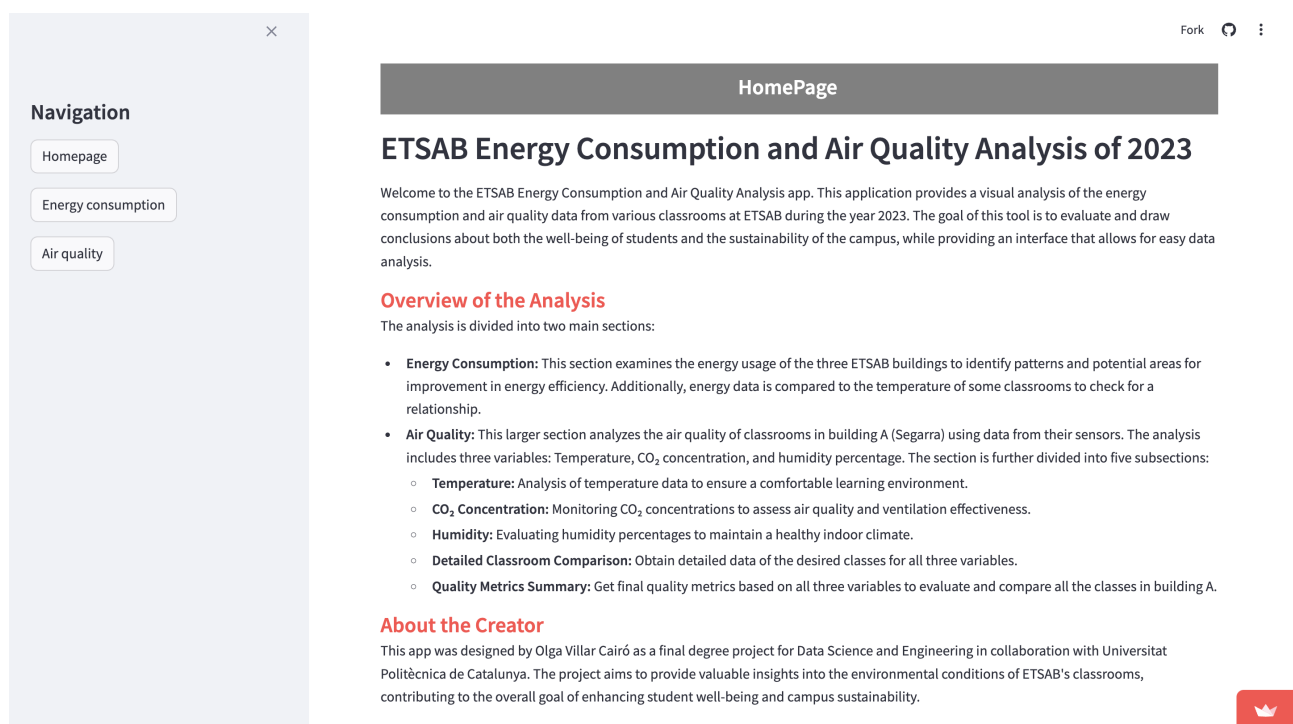 Fork
Navigation
Homepage
Energy consumption
Air quality
HomePage
ETSAB Energy Consumption and Air Quality Analysis of 2023
Welcome to the ETSAB Energy Consumption and Air Quality Analysis app. This application provides a visual analysis of the energy
consumption and air quality data from various classrooms at ETSAB during the year 2023. The goal of this tool is to evaluate and draw
conclusions about both the well-being of students and the sustainability of the campus, while providing an interface that allows for easy data
analysis.
Overview of the Analysis
The analysis is divided into two main sections:
• Energy Consumption: This section examines the energy usage of the three ETSAB buildings to identify patterns and potential areas for
improvement in energy efficiency. Additionally, energy data is compared to the temperature of some classrooms to check for a
relationship.
• Air Quality: This larger section analyzes the air quality of classrooms in building A (Segarra) using data from their sensors. The analysis
includes three variables: Temperature, CO₂ concentration, and humidity percentage. The section is further divided into five subsections:
◦ Temperature: Analysis of temperature data to ensure a comfortable learning environment.
◦ CO₂ Concentration: Monitoring CO₂ concentrations to assess air quality and ventilation effectiveness.
◦ Humidity: Evaluating humidity percentages to maintain a healthy indoor climate.
◦ Detailed Classroom Comparison: Obtain detailed data of the desired classes for all three variables.
◦ Quality Metrics Summary: Get final quality metrics based on all three variables to evaluate and compare all the classes in building A.
About the Creator
This app was designed by Olga Villar Cairó as a final degree project for Data Science and Engineering in collaboration with Universitat
Politècnica de Catalunya. The project aims to provide valuable insights into the environmental conditions of ETSAB's classrooms,
contributing to the overall goal of enhancing student well-being and campus sustainability.